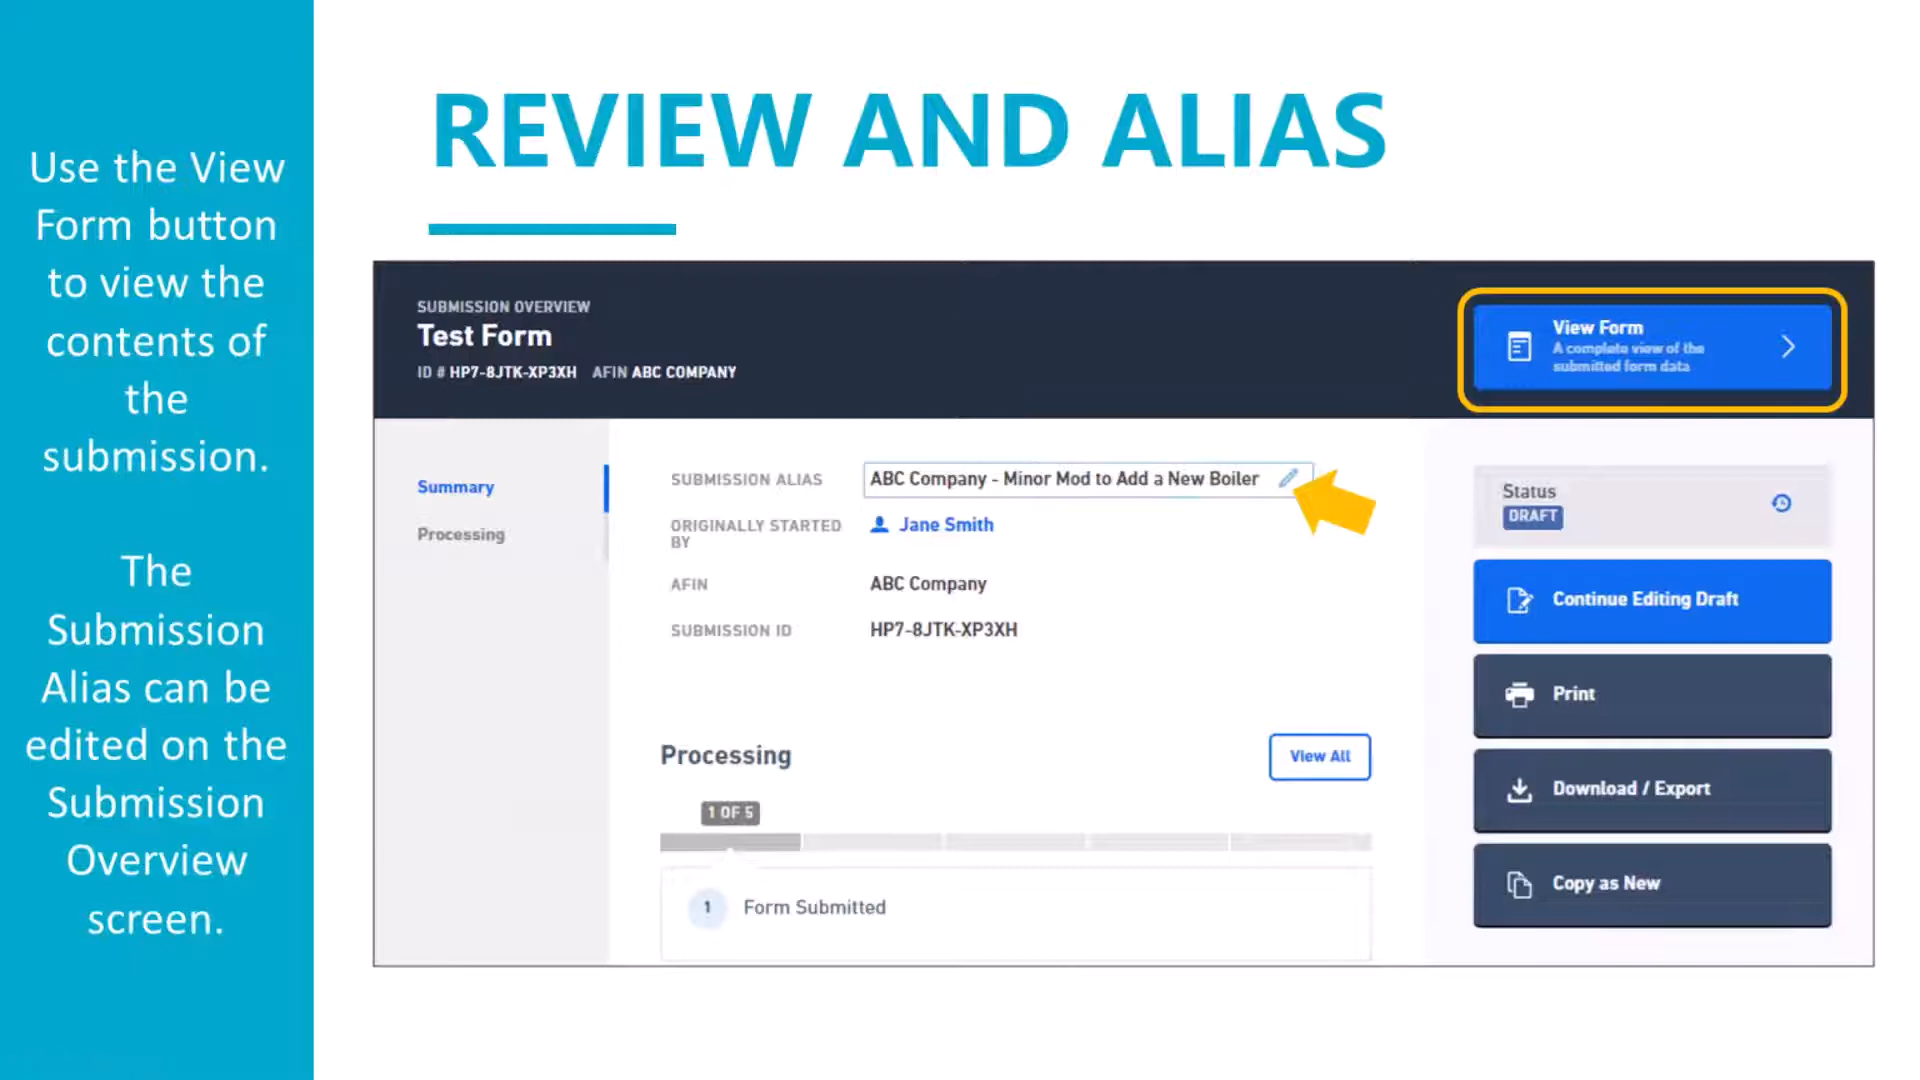 Use the View
Form button
to view the
contents of
the
submission.
The
Submission
Alias can be
edited on the
Submission
Overview
screen.
REVIEW AND ALIAS
SUBMISSION OVERVIEW
Test Form
ID # HP7-8JTK-XP3XH AFIN ABC COMPANY
View Form
A complete view of the
submitted form data
Summary
Processing
SUBMISSION ALIAS ABC Company - Minor Mod to Add a New Boiler
ORIGINALLY STARTED
BY
Jane Smith
AFIN ABC Company
SUBMISSION ID HP7-8JTK-XP3XH
Processing
View All
1 OF 5
1 Form Submitted
Status
DRAFT
Continue Editing Draft
Print
Download / Export
Copy as New